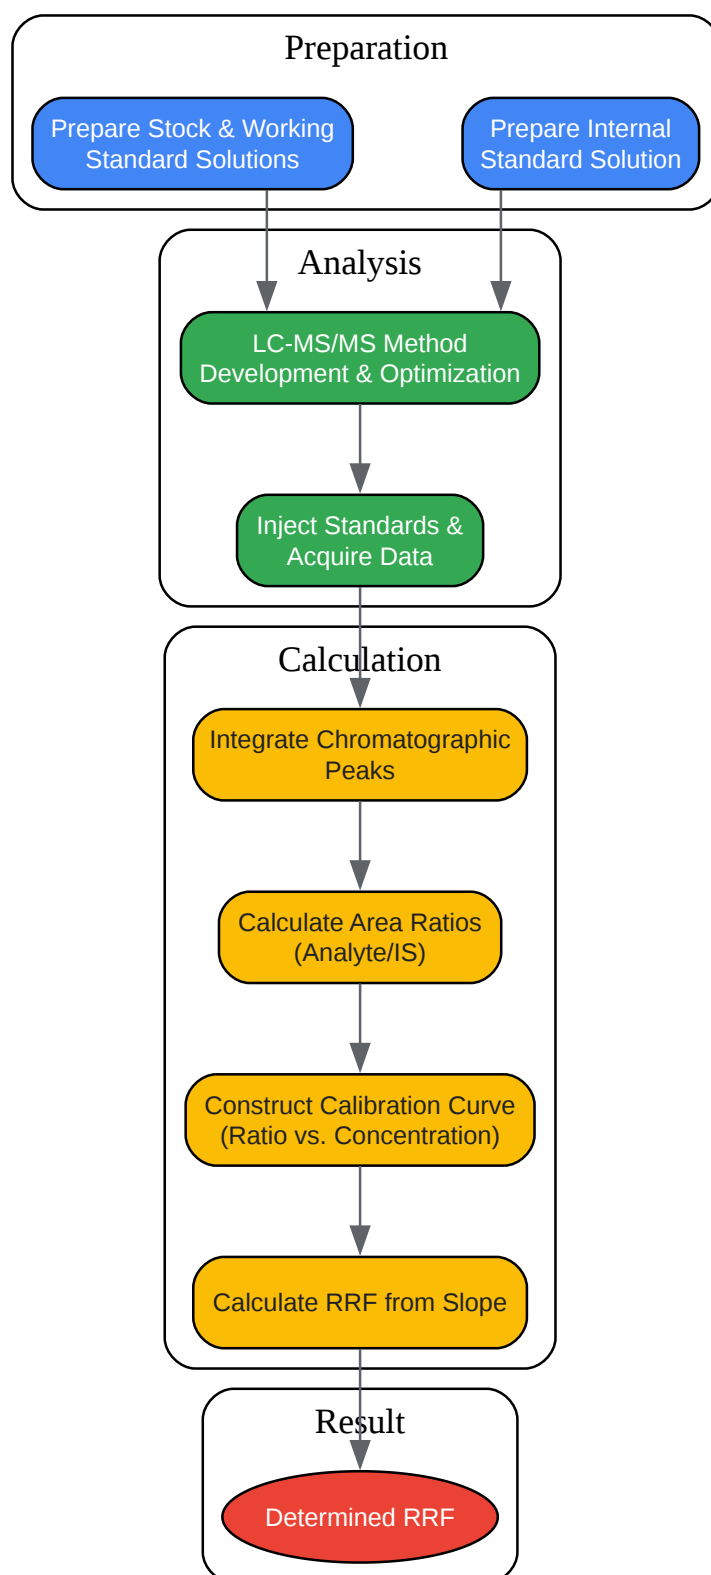 Preparation
Prepare Stock & Working
Standard Solutions
Prepare Internal
Standard Solution
Analysis
LC-MS/MS Method
Development & Optimization
Inject Standards &
Acquire Data
Calculation
Integrate Chromatographic
Peaks
Calculate Area Ratios
(Analyte/IS)
Construct Calibration Curve
(Ratio vs. Concentration)
Calculate RRF from Slope
Result
Determined RRF